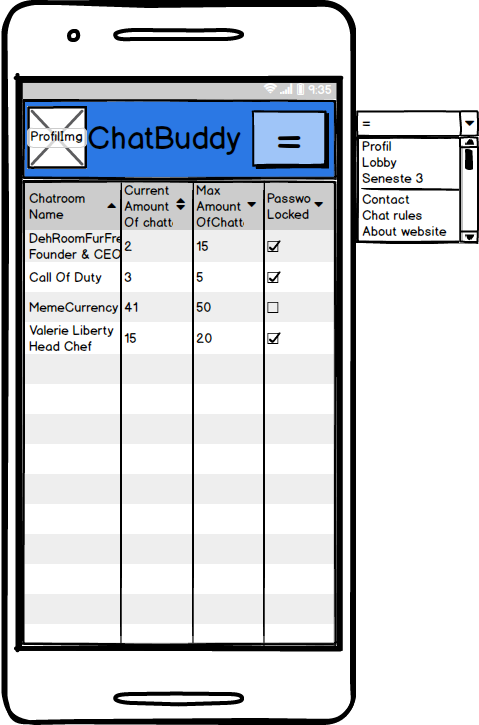 9:35
ProfilImg
ChatBuddy
=
=
Profil
Lobby
Seneste 3
Contact
Chat rules
About website
Chatroom
Name
Current
Amount
Of chatt
Max
Amount
OfChatt
Passwo
Locked
DehRoomFurFre
Founder & CEO
2
15
Call Of Duty
3
5
MemeCurrency
41
50
Valerie Liberty
Head Chef
15
20